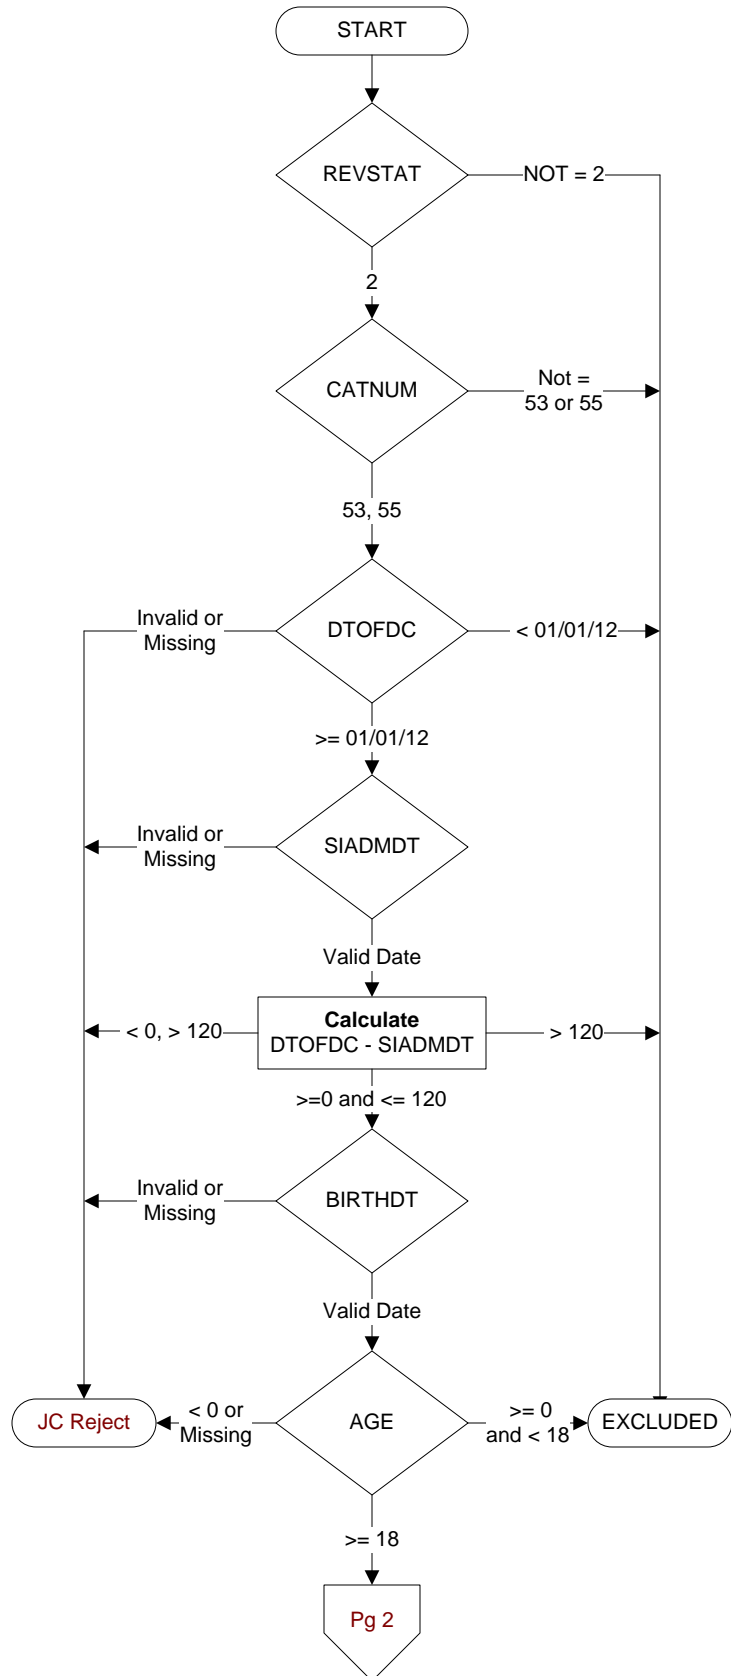 START
REVSTAT
NOT = 2
2
CATNUM
Not =
53 or 55
53, 55
Invalid or
Missing
DTOFDC
< 01/01/12
>= 01/01/12
Invalid or
Missing
SIADMDT
Valid Date
< 0, > 120
Calculate
DTOFDC - SIADMDT
> 120
>=0 and <= 120
Invalid or
Missing
BIRTHDT
Valid Date
JC Reject
< 0 or
Missing
AGE
>= 0
and < 18
EXCLUDED
>= 18
Pg 2